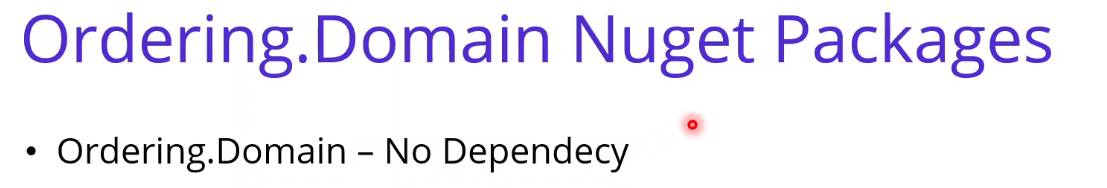 Ordering.Domain Nuget Packages
• Ordering.Domain – No Dependecy